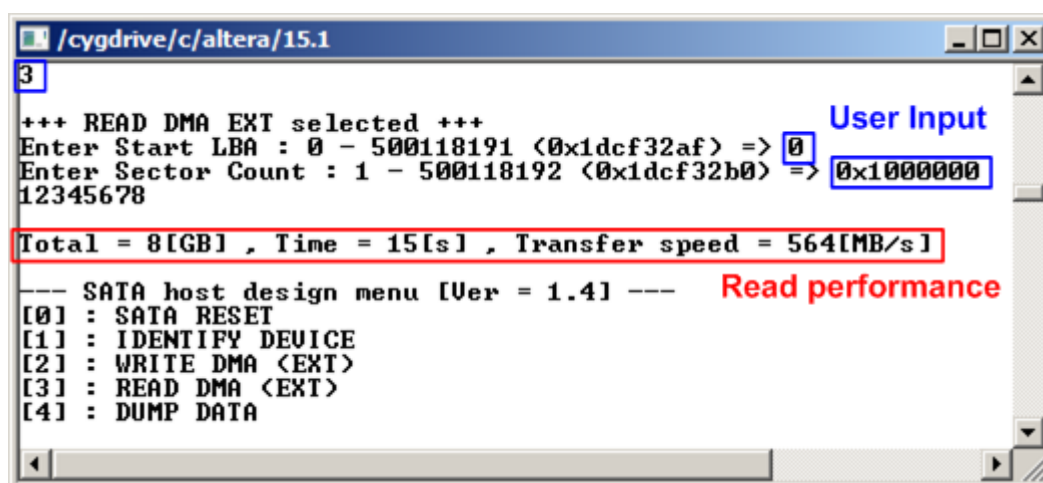 /cygdrive/c/altera/15.1
3
+++ READ DMA EXT selected +++
User Input
Enter Start LBA : 0 - 500118191 (0x1dcf32af) => 0
Enter Sector Count : 1 - 500118192 (0x1dcf32b0) => 0x1000000
12345678
Total = 8[GB] , Time = 15[s] , Transfer speed = 564[MB/s]
--- SATA host design menu [Ver = 1.4] ---
Read performance
[0] : SATA RESET
[1] : IDENTIFY DEVICE
[2] : WRITE DMA (EXT)
[3] : READ DMA (EXT)
[4] : DUMP DATA